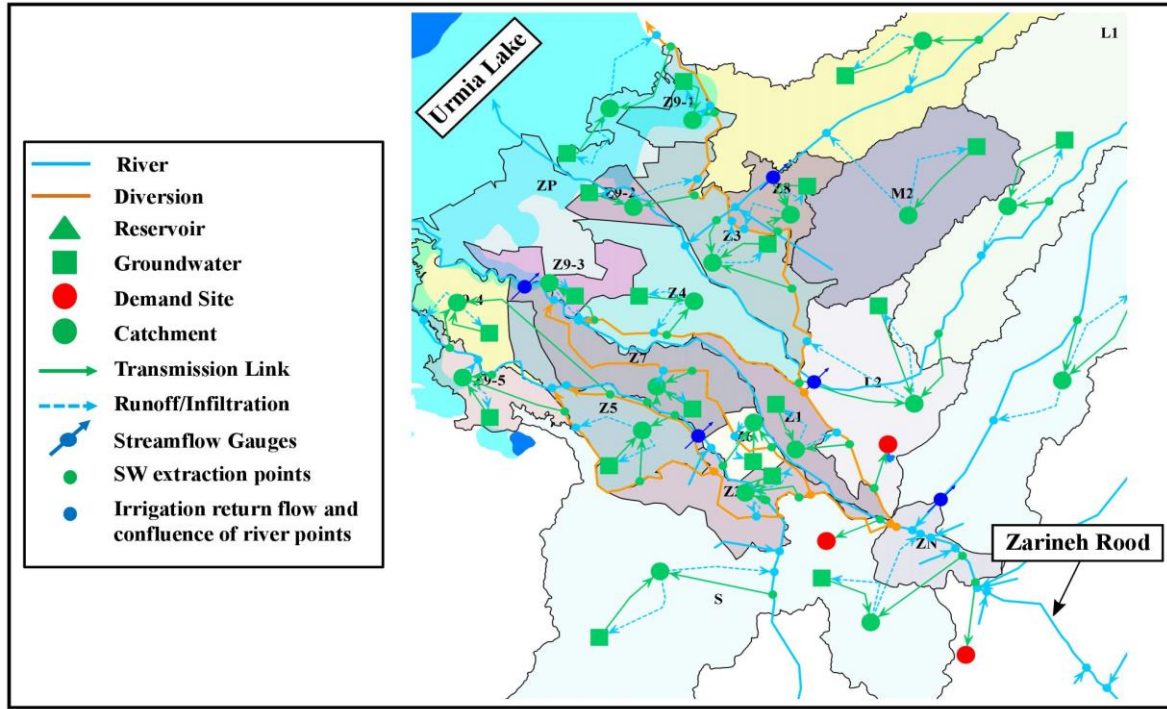 River
Diversion
Reservoir
Groundwater
Demand Site
Catchment
Transmission Link
Runoff/Infiltration
Streamflow Gauges
SW extraction points
Irrigation return flow and
confluence of river points
Urmia Lake
L1
Z9-1
ZP
Z9-2
Z8
M2
Z3
Z9-3
Z4
Z7
L2
Z5
Z1
ZN
Zarineh Rood
S